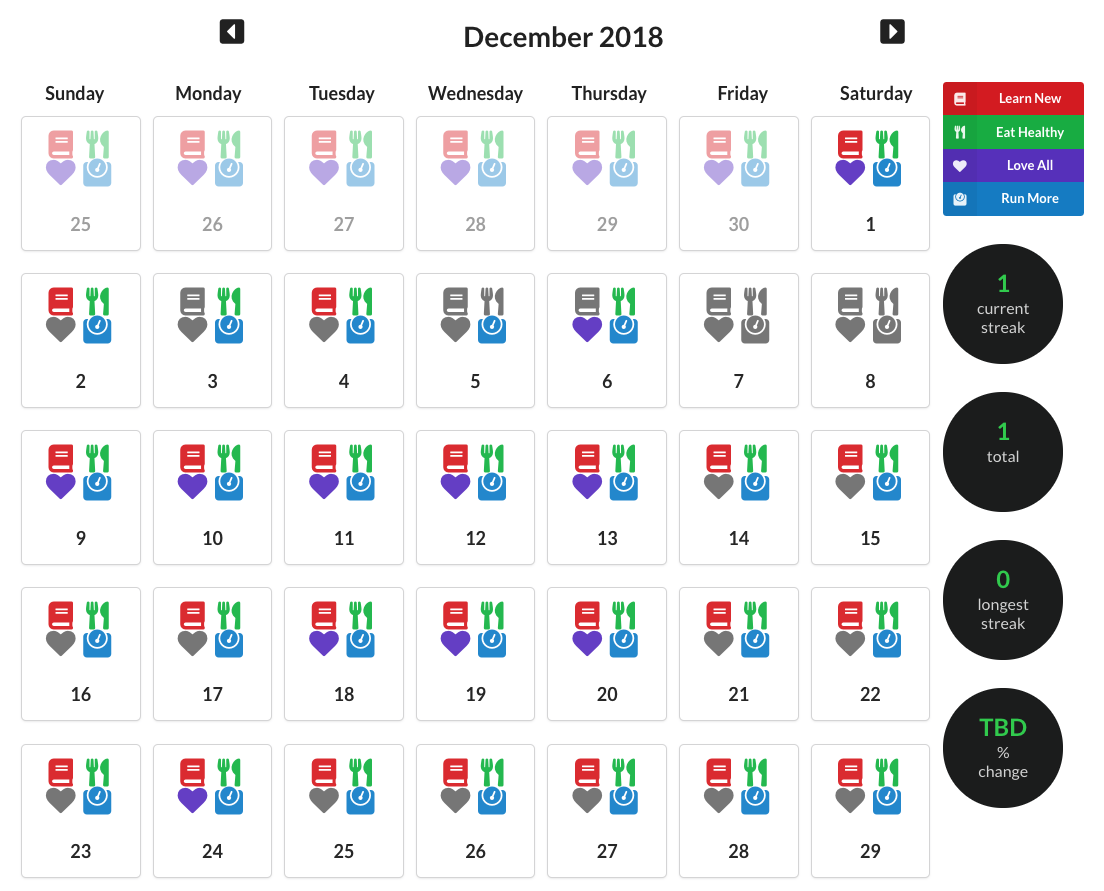 December 2018
Sunday Monday Tuesday Wednesday Thursday Friday Saturday
25 26 27 28 29 30 1
2 3 4 5 6 7 8
9 10 11 12 13 14 15
16 17 18 19 20 21 22
23 24 25 26 27 28 29
Learn New
Eat Healthy
Love All
Run More
1
current
streak
1
total
0
longest
streak
TBD
%
change